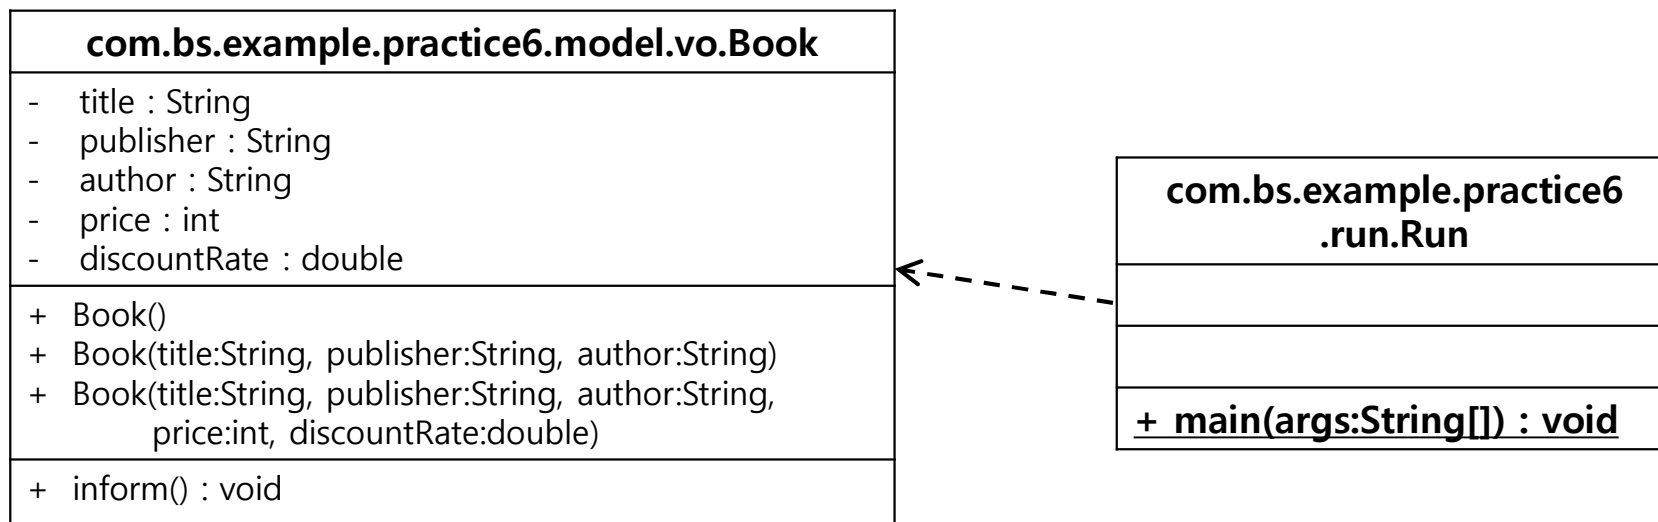 com.bs.example.practice6.model.vo.Book
- title : String
- publisher : String
- author : String
- price : int
- discountRate : double
+ Book()
+ Book(title:String, publisher:String, author:String)
+ Book(title:String, publisher:String, author:String,
price:int, discountRate:double)
+ inform() : void
com.bs.example.practice6
.run.Run
+ main(args:String[]) : void